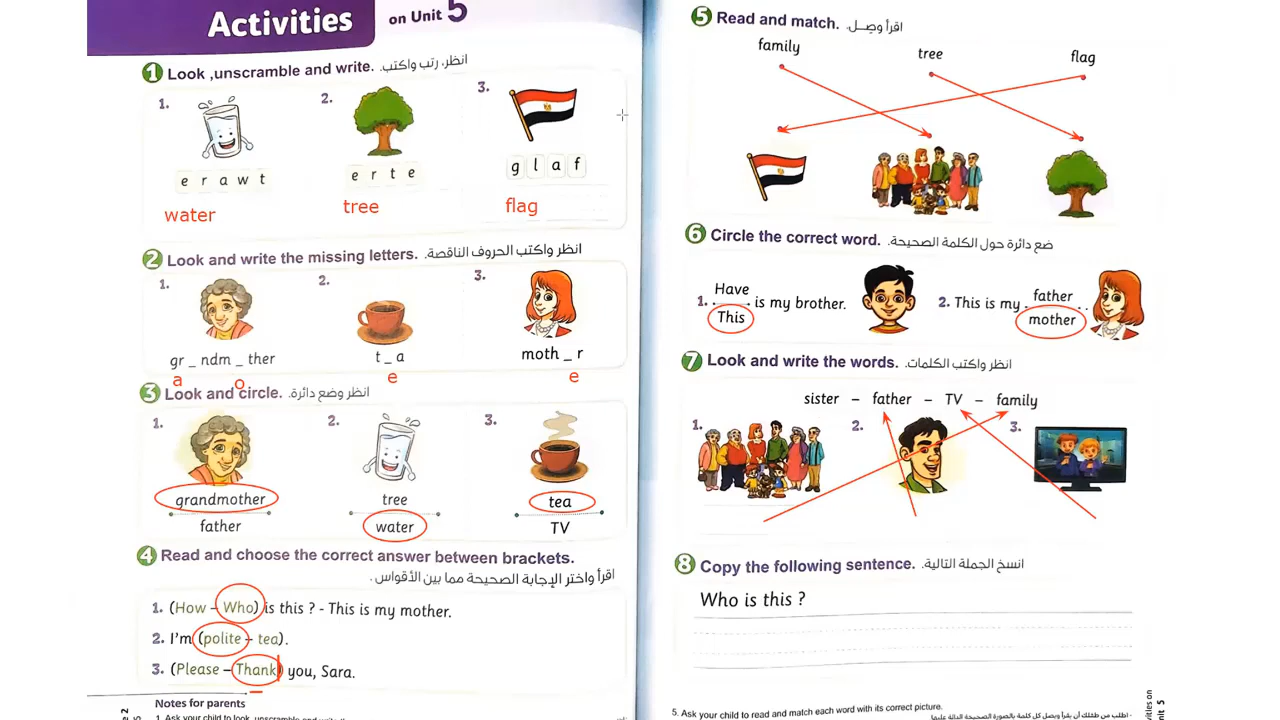 Activities on Unit 5
1 Look ,unscramble and write. انظر، رتب واكتب.
1. 2. 3.
e r a w t
e r t e
g l a f
water tree flag
2 Look and write the missing letters. انظر واكتب الحروف الناقصة.
1. 2. 3.
gr _ ndm _ ther t _ a moth _ r
a o e e
3 Look and circle. انظر وضع دائرة.
1. 2. 3.
grandmother tree tea
father water TV
4 Read and choose the correct answer between brackets.
اقرأ واختر الإجابة الصحيحة مما بين الأقواس .
1. (How – Who) is this ? - This is my mother.
2. I'm (polite – tea).
3. (Please – Thank) you, Sara.
Notes for parents
5 Read and match. اقرأ وصل.
family tree flag
6 Circle the correct word. ضع دائرة حول الكلمة الصحيحة.
Have
1. ...... is my brother.
This
father
2. This is my ......
mother
7 Look and write the words. انظر واكتب الكلمات.
sister – father – TV – family
1. 2. 3.
8 Copy the following sentence. انسخ الجملة التالية.
Who is this ?
5. Ask your child to read and match each word with its correct picture.